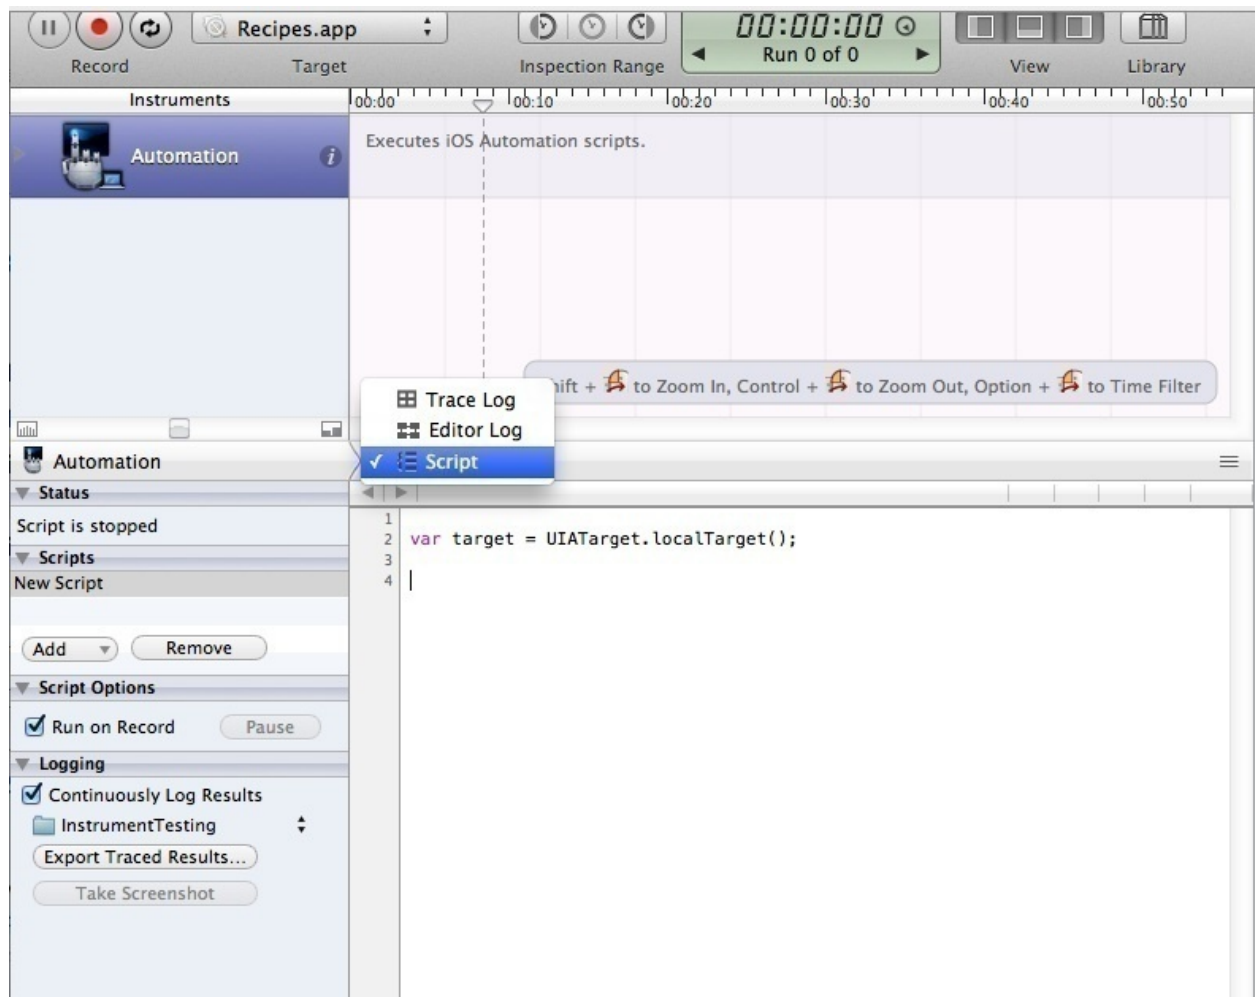 Recipes.app
00:00:00
Run 0 of 0
Record
Target
Inspection Range
View
Library
Instruments
00:00 00:10 00:20 00:30 00:40 00:50
Automation
Executes iOS Automation scripts.
ift + to Zoom In, Control + to Zoom Out, Option + to Time Filter
Trace Log
Editor Log
Script
Automation
Status
Script is stopped
Scripts
New Script
Add
Remove
Script Options
Run on Record
Pause
Logging
Continuously Log Results
InstrumentTesting
Export Traced Results...
Take Screenshot
1
2 var target = UIATarget.localTarget();
3
4